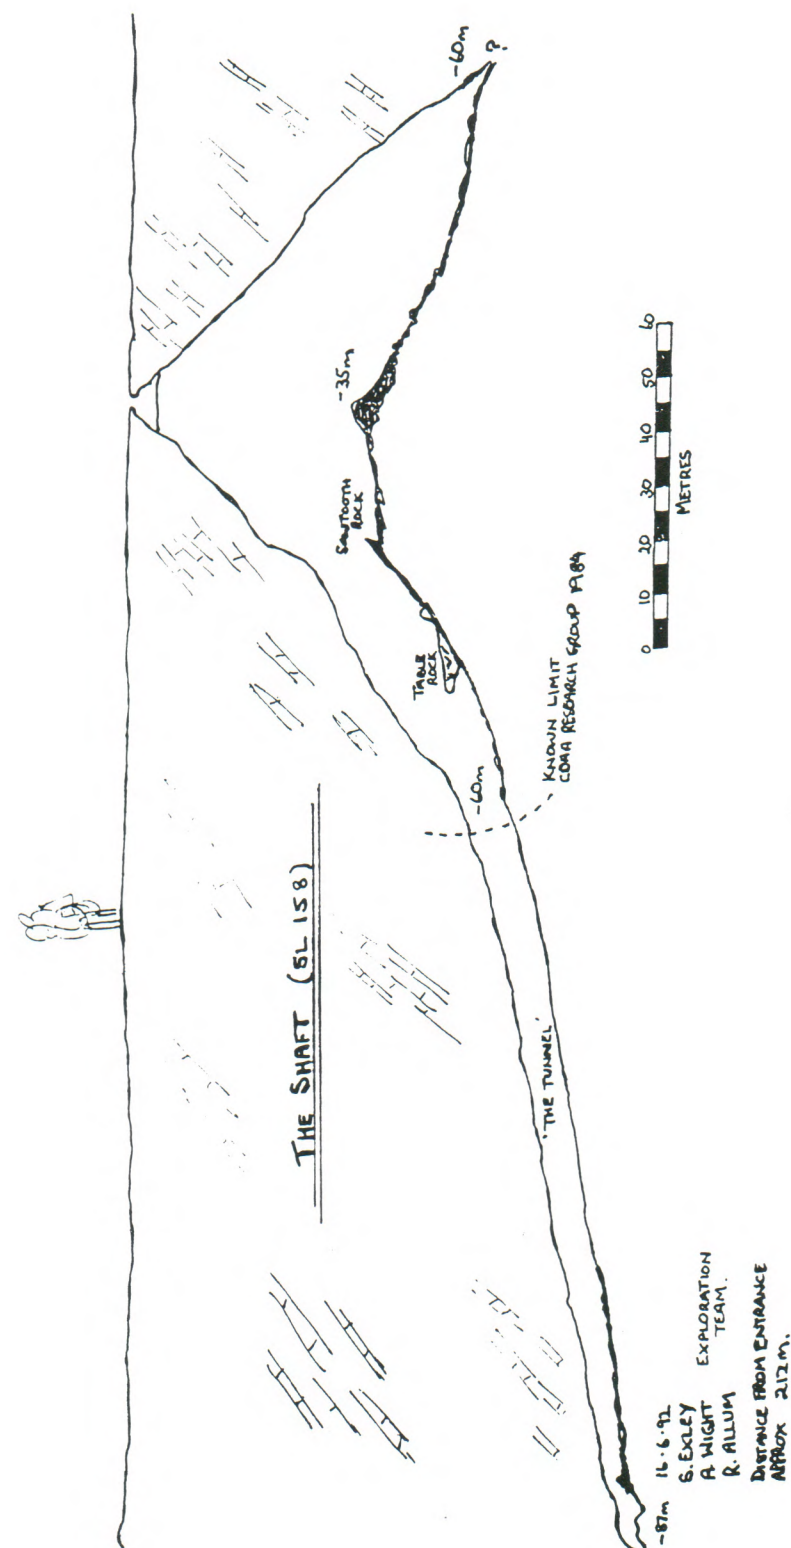 THE SHAFT (5L 158)
-35m
SAWTOOTH
ROCK
TABLE
ROCK
-60m
?
-60m
'THE TUNNEL'
KNOWN LIMIT
CDAA RESEARCH GROUP 1984
0 10 20 30 40 50 60
METRES
-87m 16.6.92
S. EXLEY
A. WIGHT
R. ALLUM
EXPLORATION
TEAM.
DISTANCE FROM ENTRANCE
APPROX 212m.